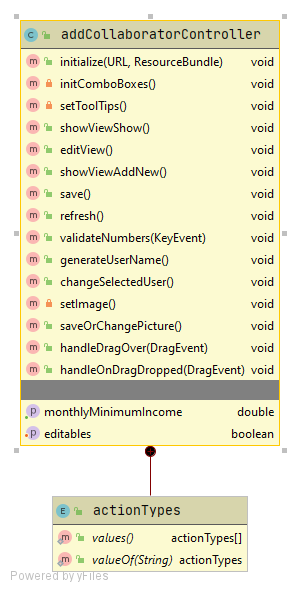 C addCollaboratorController
m initialize(URL, ResourceBundle) void
m initComboBoxes() void
m setToolTips() void
m showViewShow() void
m editView() void
m showViewAddNew() void
m save() void
m refresh() void
m validateNumbers(KeyEvent) void
m generateUserName() void
m changeSelectedUser() void
m setImage() void
m saveOrChangePicture() void
m handleDragOver(DragEvent) void
m handleOnDragDropped(DragEvent) void
p monthlyMinimumIncome double
p editables boolean
E actionTypes
m values() actionTypes[]
m valueOf(String) actionTypes
Powered by yFiles